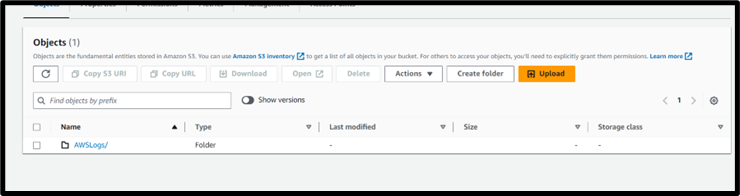 Objects (1)
Objects are the fundamental entities stored in Amazon S3. You can use Amazon S3 inventory to get a list of all objects in your bucket. For others to access your objects, you'll need to explicitly grant them permissions. Learn more
Copy S3 URI Copy URL Download Open Delete Actions Create folder Upload
Find objects by prefix Show versions 1
Name Type Last modified Size Storage class
AWSLogs/ Folder - - -